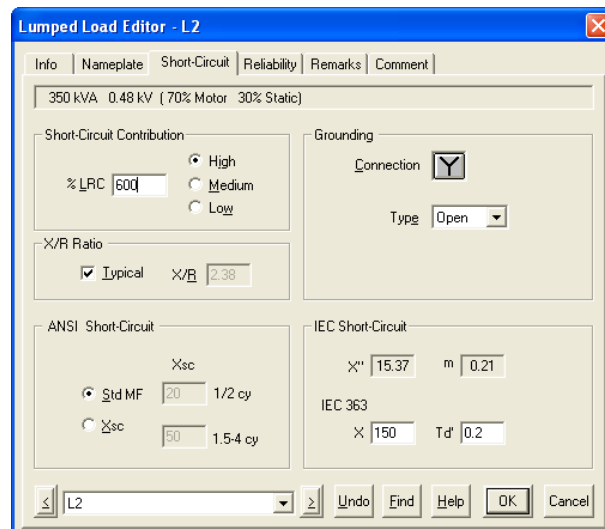 Lumped Load Editor - L2
Info Nameplate Short-Circuit Reliability Remarks Comment
350 kVA 0.48 kV ( 70% Motor 30% Static)
Short-Circuit Contribution
% LRC 600
High
Medium
Low
Grounding
Connection Y
Type Open
X/R Ratio
Typical X/R 2.38
ANSI Short-Circuit
Xsc
Std MF 20 1/2 cy
Xsc 50 1.5-4 cy
IEC Short-Circuit
X" 15.37 m 0.21
IEC 363
X 150 Td' 0.2
< L2 > Undo Find Help OK Cancel